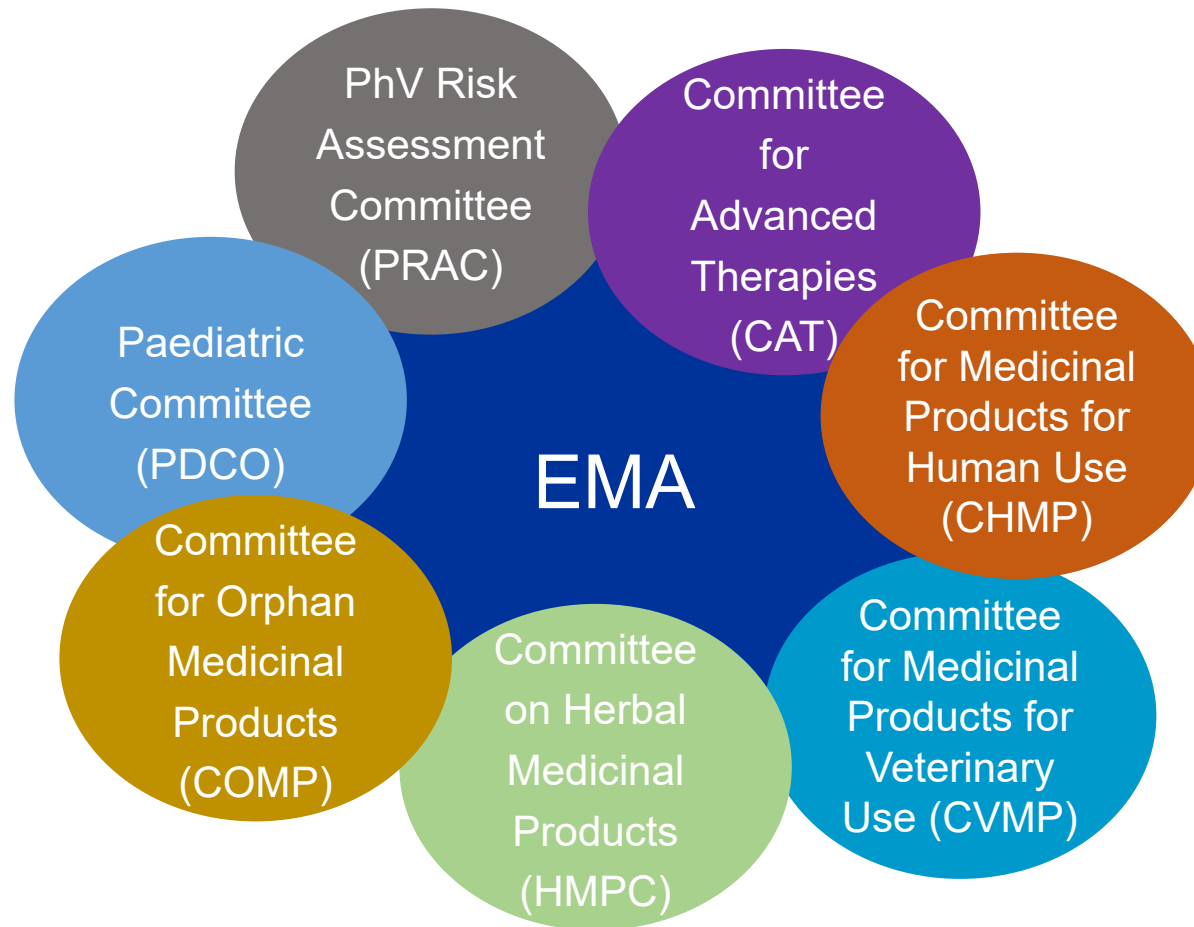 PhV Risk
Assessment
Committee
(PRAC)
Committee
for
Advanced
Therapies
(CAT)
Committee
for Medicinal
Products for
Human Use
(CHMP)
Paediatric
Committee
(PDCO)
EMA
Committee
for Orphan
Medicinal
Products
(COMP)
Committee
on Herbal
Medicinal
Products
(HMPC)
Committee
for Medicinal
Products for
Veterinary
Use (CVMP)